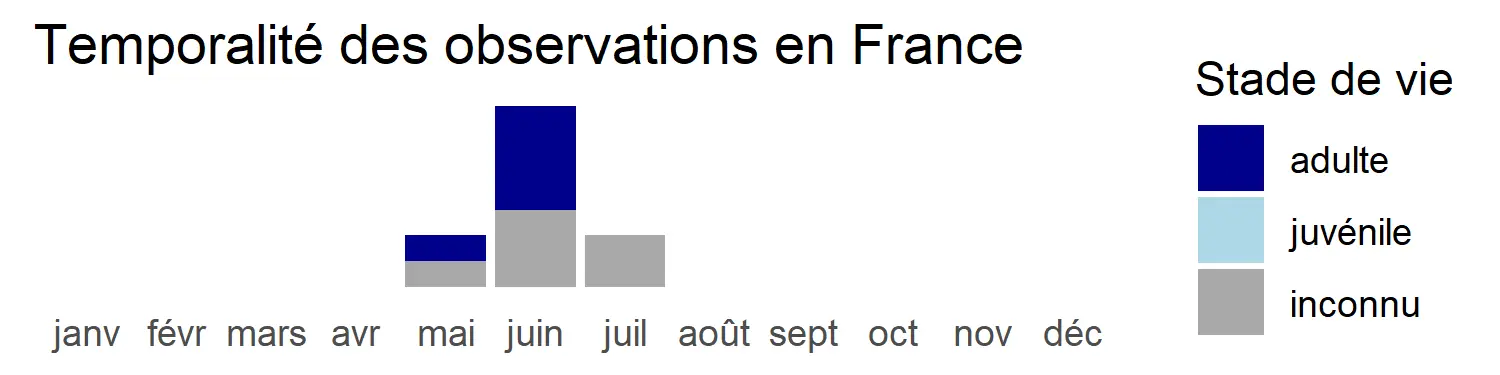 Temporalité des observations en France
Stade de vie
adulte
juvénile
inconnu
janv févr mars avr mai juin juil août sept oct nov déc